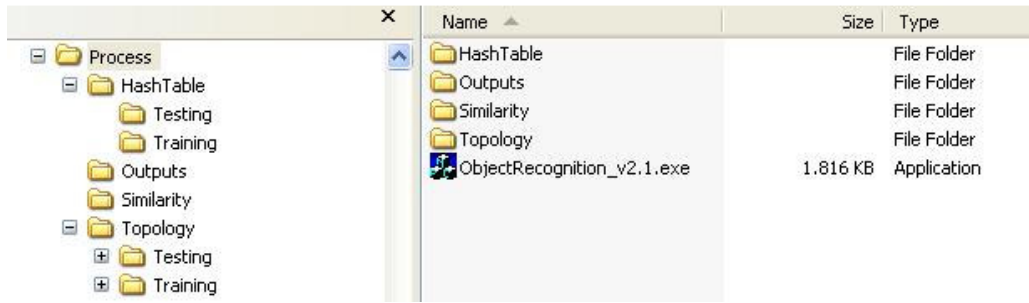 Process
HashTable
Testing
Training
Outputs
Similarity
Topology
Testing
Training
Name Size Type
HashTable File Folder
Outputs File Folder
Similarity File Folder
Topology File Folder
ObjectRecognition_v2.1.exe 1.816 KB Application